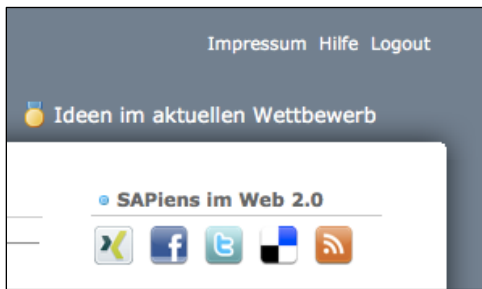 Impressum Hilfe Logout
Ideen im aktuellen Wettbewerb
SAPiens im Web 2.0